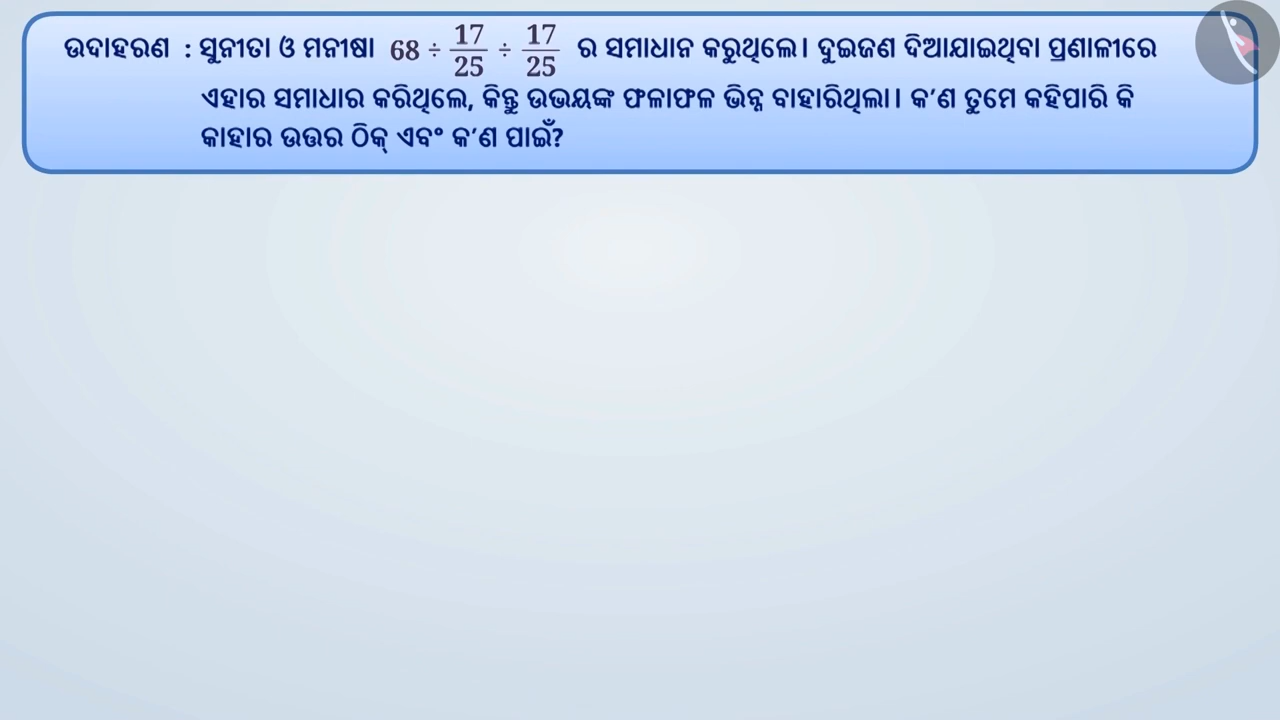 ଉଦାହରଣ : ସୁନୀତା ଓ ମନୀଷା 68 ÷ 17/25 ÷ 17/25 ର ସମାଧାନ କରୁଥିଲେ। ଦୁଇଜଣ ଦିଆଯାଇଥିବା ପ୍ରଣାଳୀରେ
ଏହାର ସମାଧାର କରିଥିଲେ, କିନ୍ତୁ ଉଭୟଙ୍କ ଫଳାଫଳ ଭିନ୍ନ ବାହାରିଥିଲା। କ'ଣ ତୁମେ କହିପାରି କି
କାହାର ଉତ୍ତର ଠିକ୍ ଏବଂ କ'ଣ ପାଇଁ?